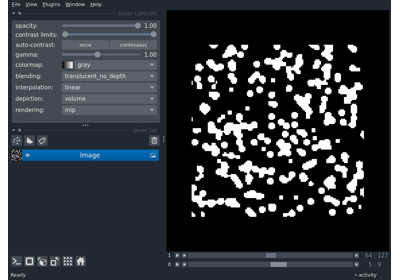 File View Plugins Window Help
layer controls
opacity: 1.00
contrast limits:
auto-contrast: once continuous
gamma: 1.00
colormap: gray
blending: translucent_no_depth
interpolation: linear
depiction: volume
rendering: mip
layer list
Image
1 64 | 127
0 5 | 9
Ready activity